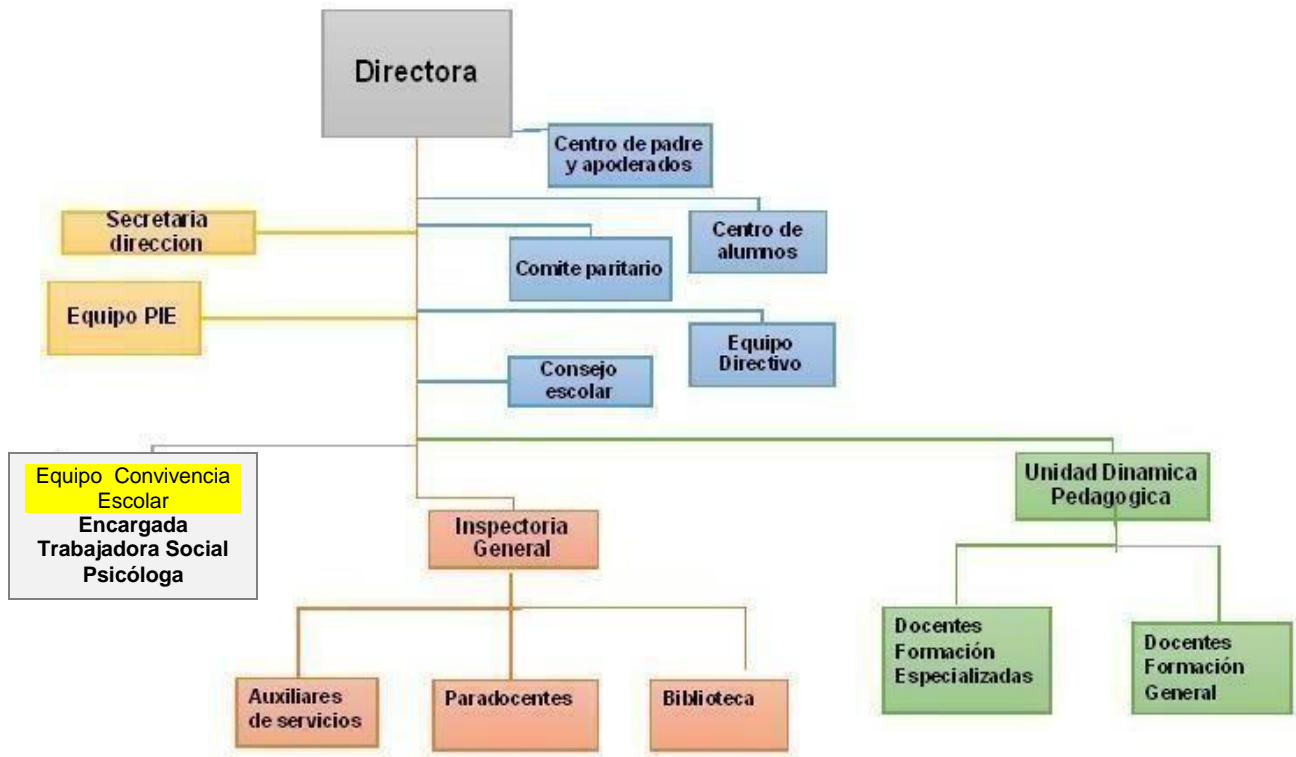 Directora
Centro de padre
y apoderados
Secretaria
direccion
Centro de
alumnos
Comite paritario
Equipo PIE
Equipo
Directivo
Consejo
escolar
Equipo Convivencia
Escolar
Encargada
Trabajadora Social
Psicóloga
Inspectoria
General
Unidad Dinamica
Pedagogica
Auxiliares
de servicios
Paradocentes
Biblioteca
Docentes
Formación
Especializadas
Docentes
Formación
General